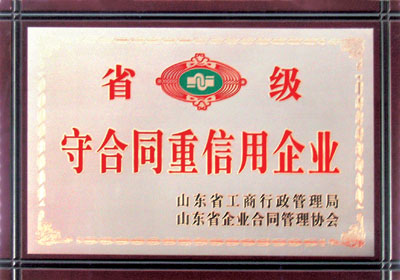 省级
守合同重信用企业
山东省工商行政管理局
山东省企业合同管理协会